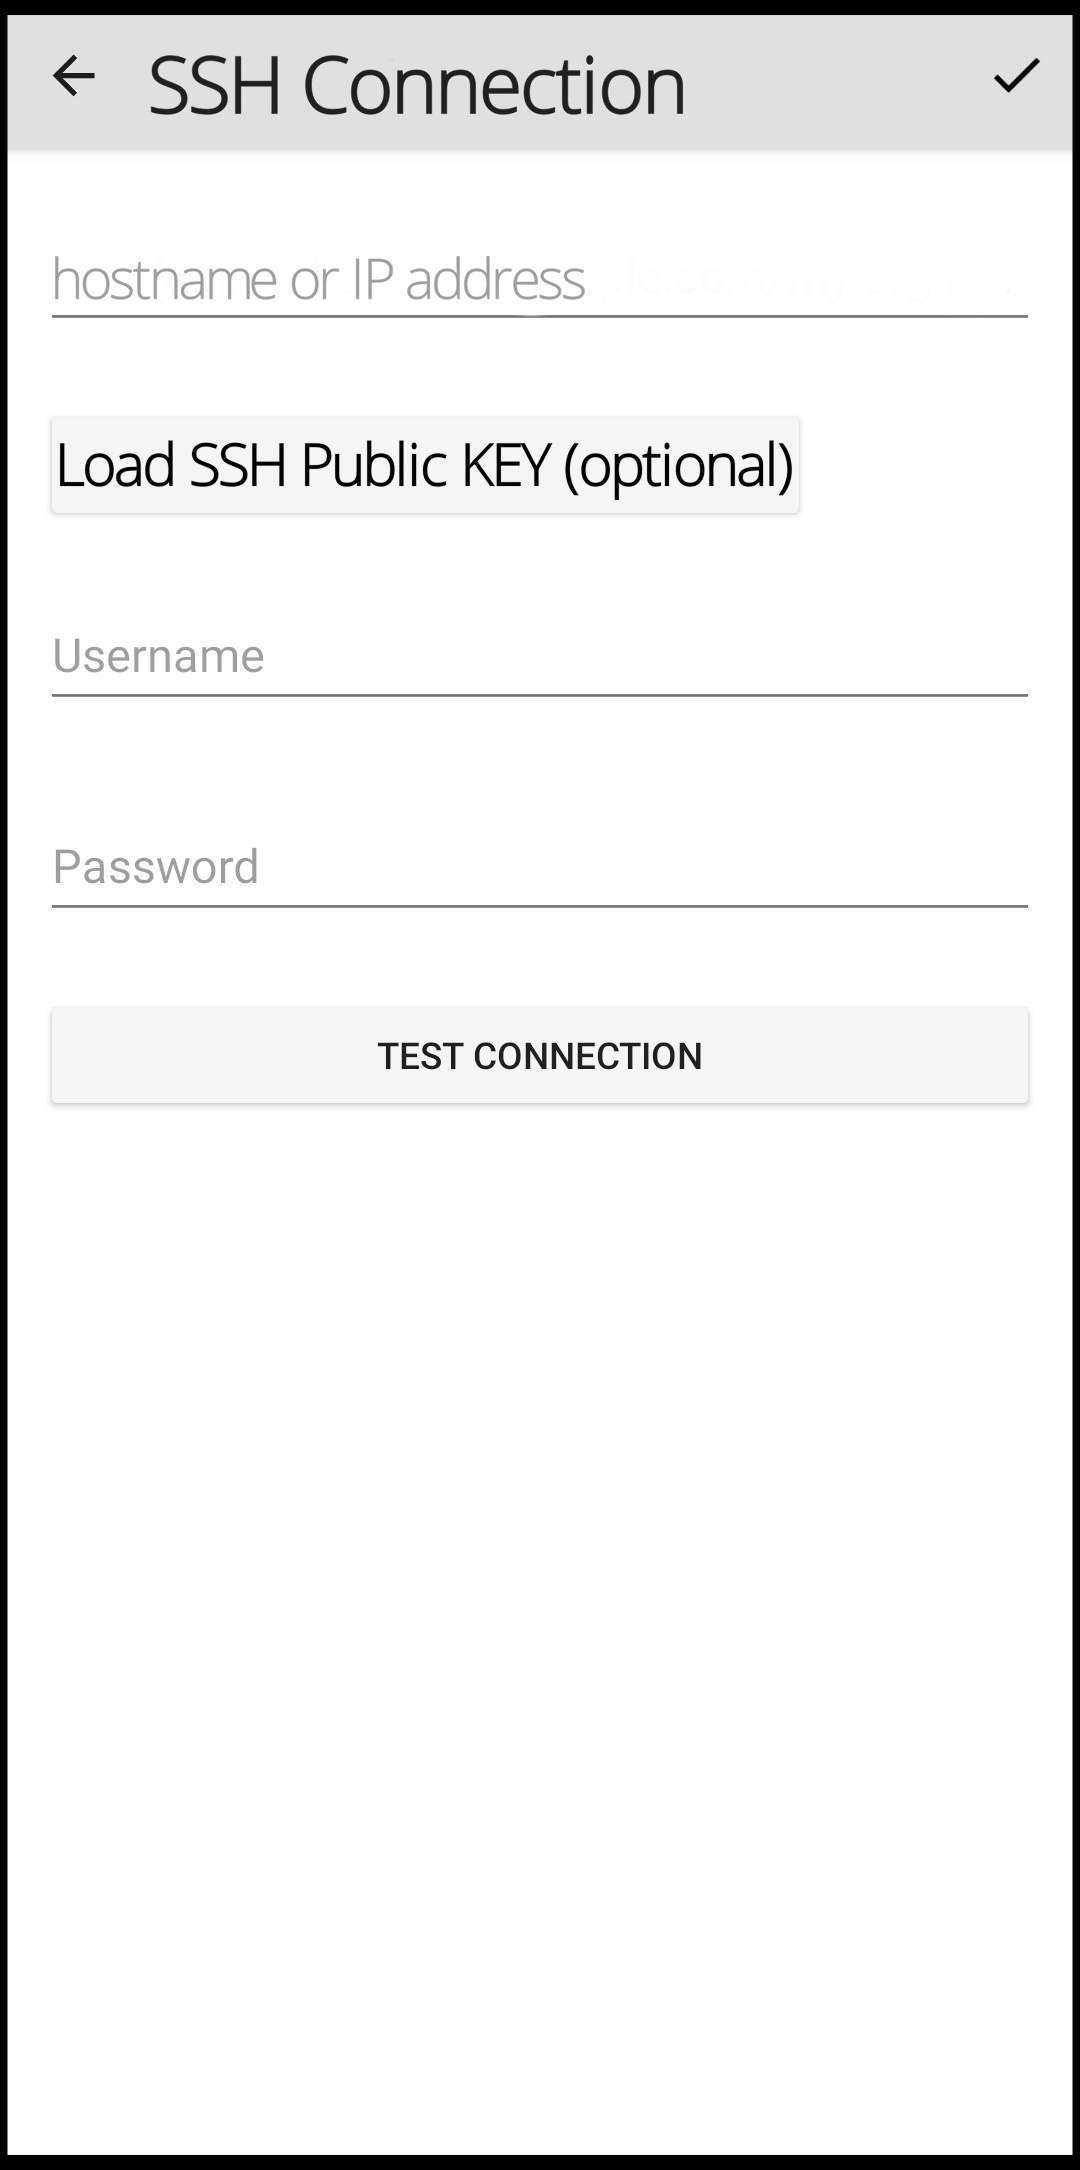 SSH Connection
hostname or IP address
Load SSH Public KEY (optional)
Username
Password
TEST CONNECTION